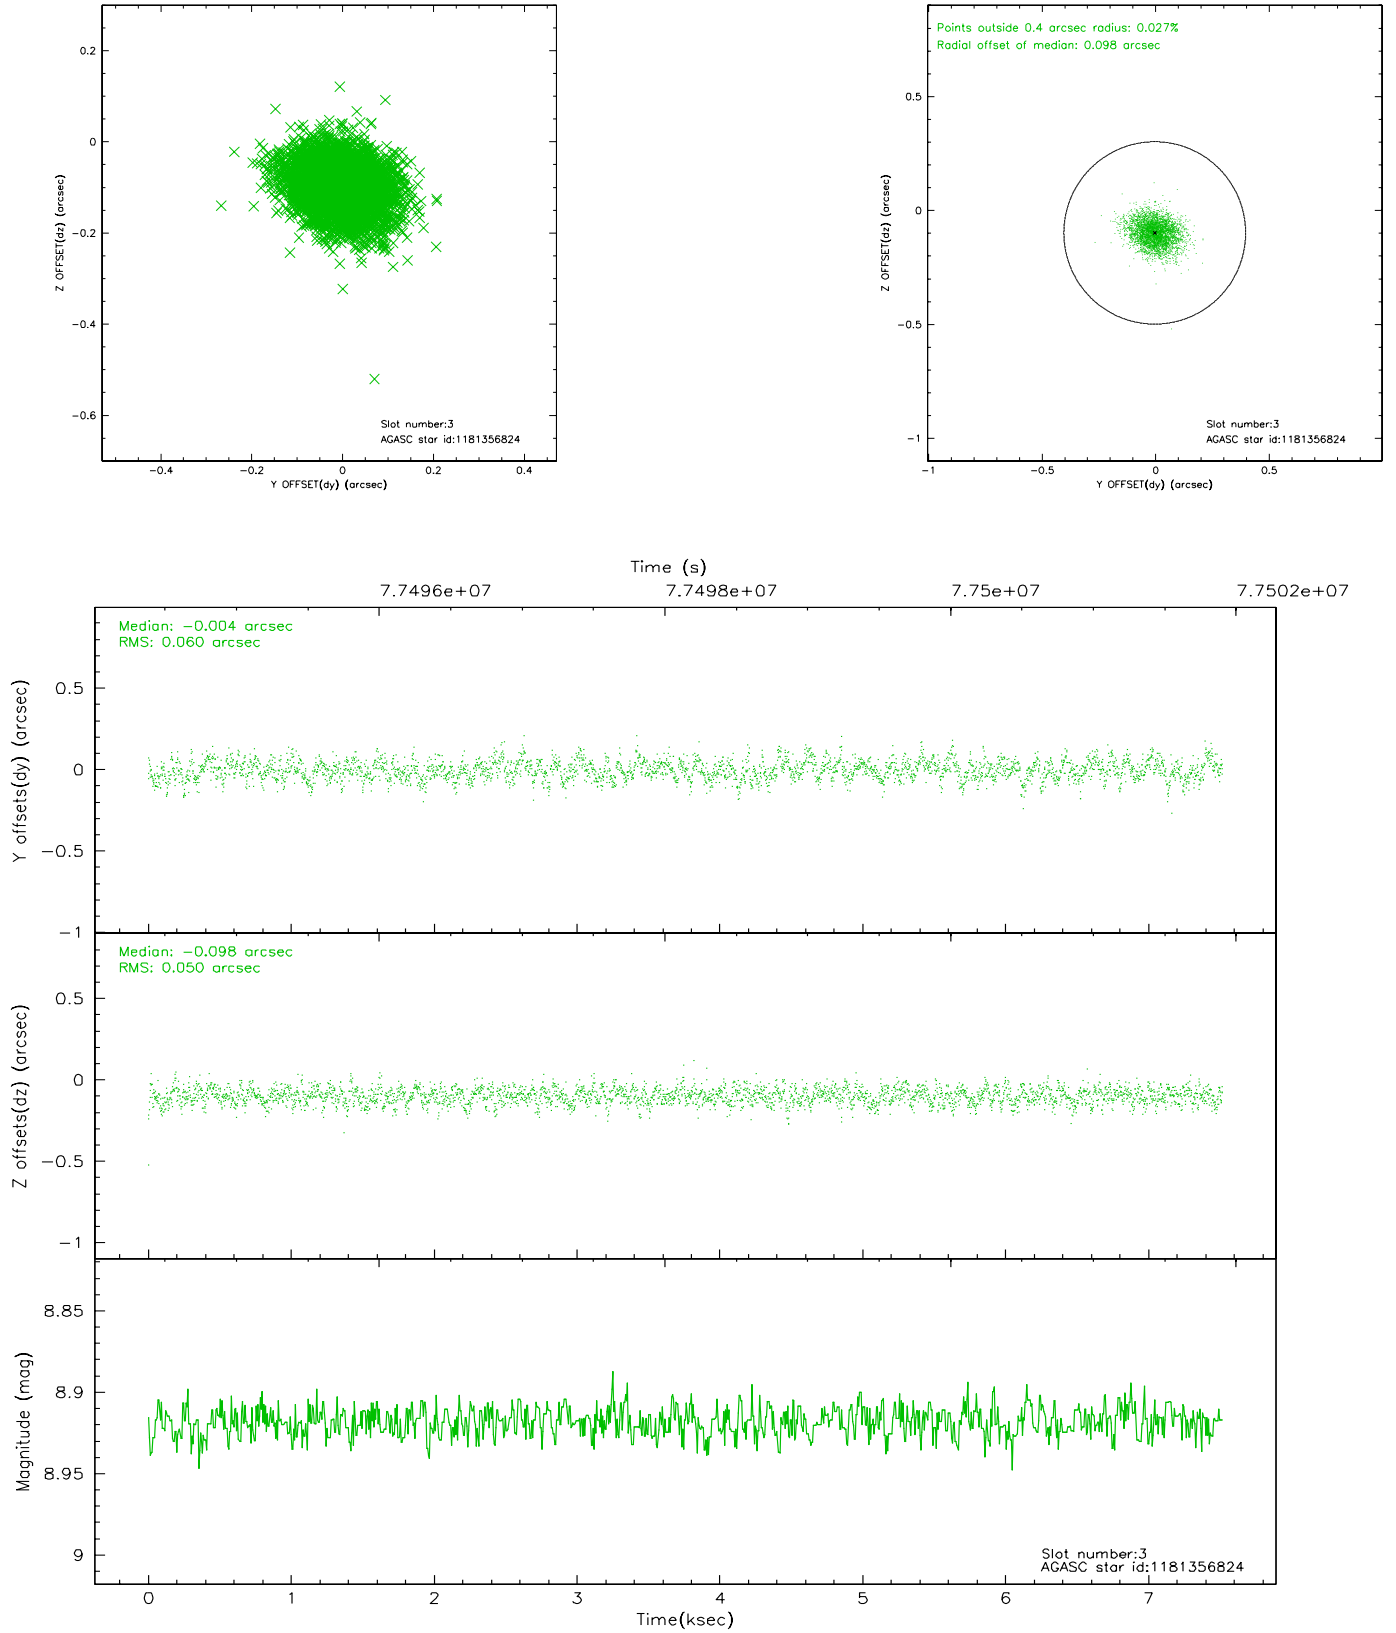 0.2
0
-0.2
-0.4
-0.6
Z OFFSET(dz) (arcsec)
Slot number:3
AGASC star id:1181356824
-0.4 -0.2 0 0.2 0.4
Y OFFSET(dy) (arcsec)
Points outside 0.4 arcsec radius: 0.027%
Radial offset of median: 0.098 arcsec
0.5
0
-0.5
-1
Z OFFSET(dz) (arcsec)
Slot number:3
AGASC star id:1181356824
-1 -0.5 0 0.5
Y OFFSET(dy) (arcsec)
Time (s)
7.7496e+07 7.7498e+07 7.75e+07 7.7502e+07
Median: -0.004 arcsec
RMS: 0.060 arcsec
0.5
0
-0.5
-1
Y offsets(dy) (arcsec)
Median: -0.098 arcsec
RMS: 0.050 arcsec
0.5
0
-0.5
-1
Z offsets(dz) (arcsec)
8.85
8.9
8.95
9
Magnitude (mag)
Slot number:3
AGASC star id:1181356824
0 1 2 3 4 5 6 7
Time(ksec)